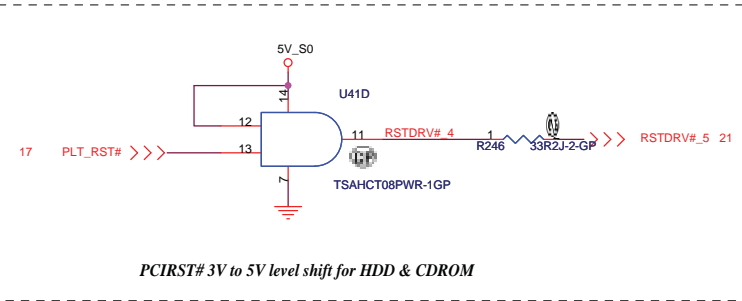 5V_S0
14
U41D
12
11
RSTDRV#_4
1
RSTDRV#_5 21
17 PLT_RST#
13
R246
33R2J-2-GP
GP
7
TSAHCT08PWR-1GP
PCIRST# 3V to 5V level shift for HDD & CDROM